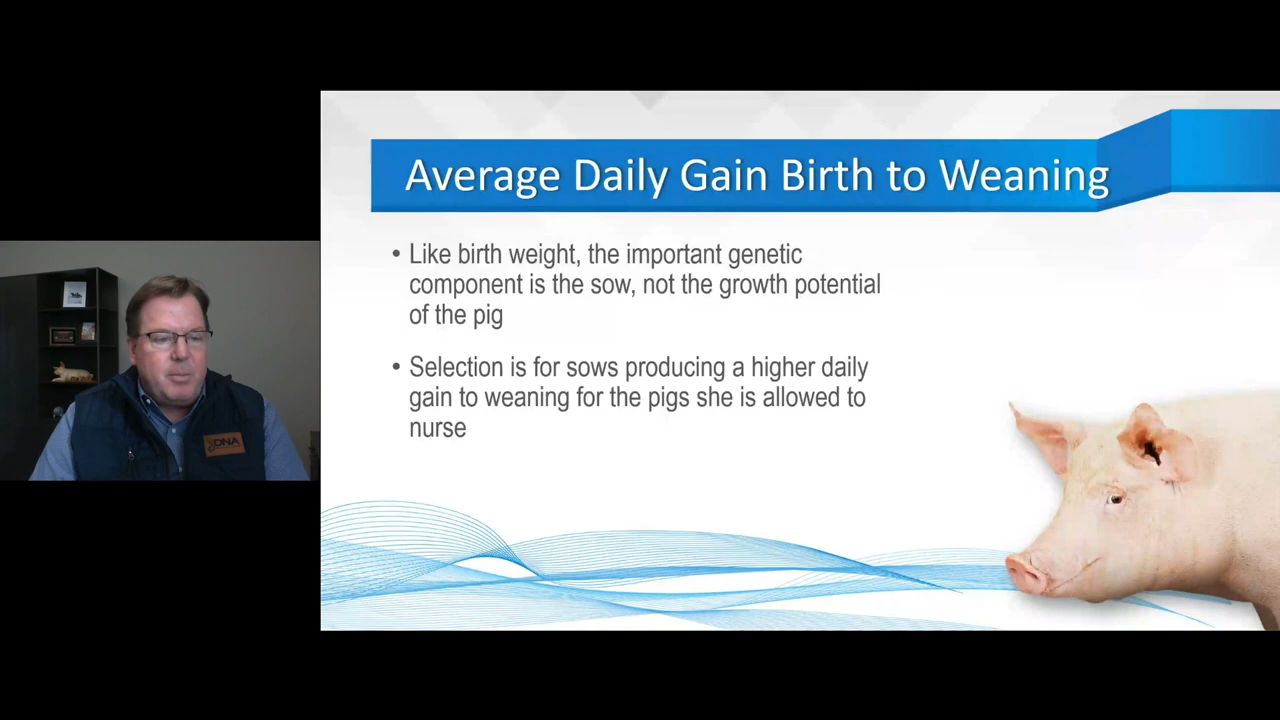 Average Daily Gain Birth to Weaning
• Like birth weight, the important genetic
component is the sow, not the growth potential
of the pig
• Selection is for sows producing a higher daily
gain to weaning for the pigs she is allowed to
nurse
DNA